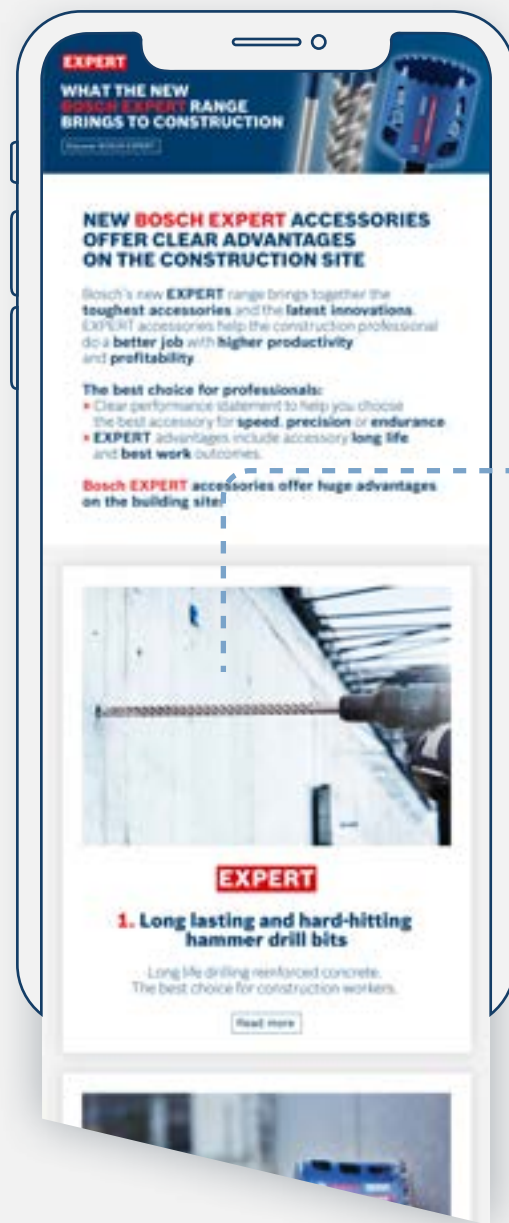 EXPERT
WHAT THE NEW
BOSCH EXPERT RANGE
BRINGS TO CONSTRUCTION
Discover BOSCH EXPERT
NEW BOSCH EXPERT ACCESSORIES
OFFER CLEAR ADVANTAGES
ON THE CONSTRUCTION SITE
Bosch's new EXPERT range brings together the
toughest accessories and the latest innovations.
EXPERT accessories help the construction professional
do a better job with higher productivity
and profitability.
The best choice for professionals:
• Clear performance statement to help you choose
the best accessory for speed, precision or endurance
• EXPERT advantages include accessory long life
and best work outcomes.
Bosch EXPERT accessories offer huge advantages
on the building site!
EXPERT
1. Long lasting and hard-hitting
hammer drill bits
Long life drilling reinforced concrete.
The best choice for construction workers.
Read more